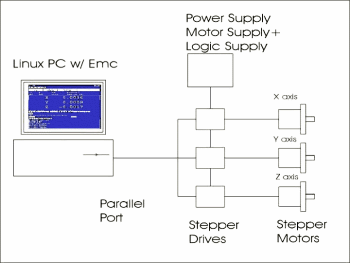 Power Supply
Motor Supply+
Logic Supply
Linux PC w/ Emc
X axis
Y axis
Z axis
Parallel
Port
Stepper
Drives
Stepper
Motors